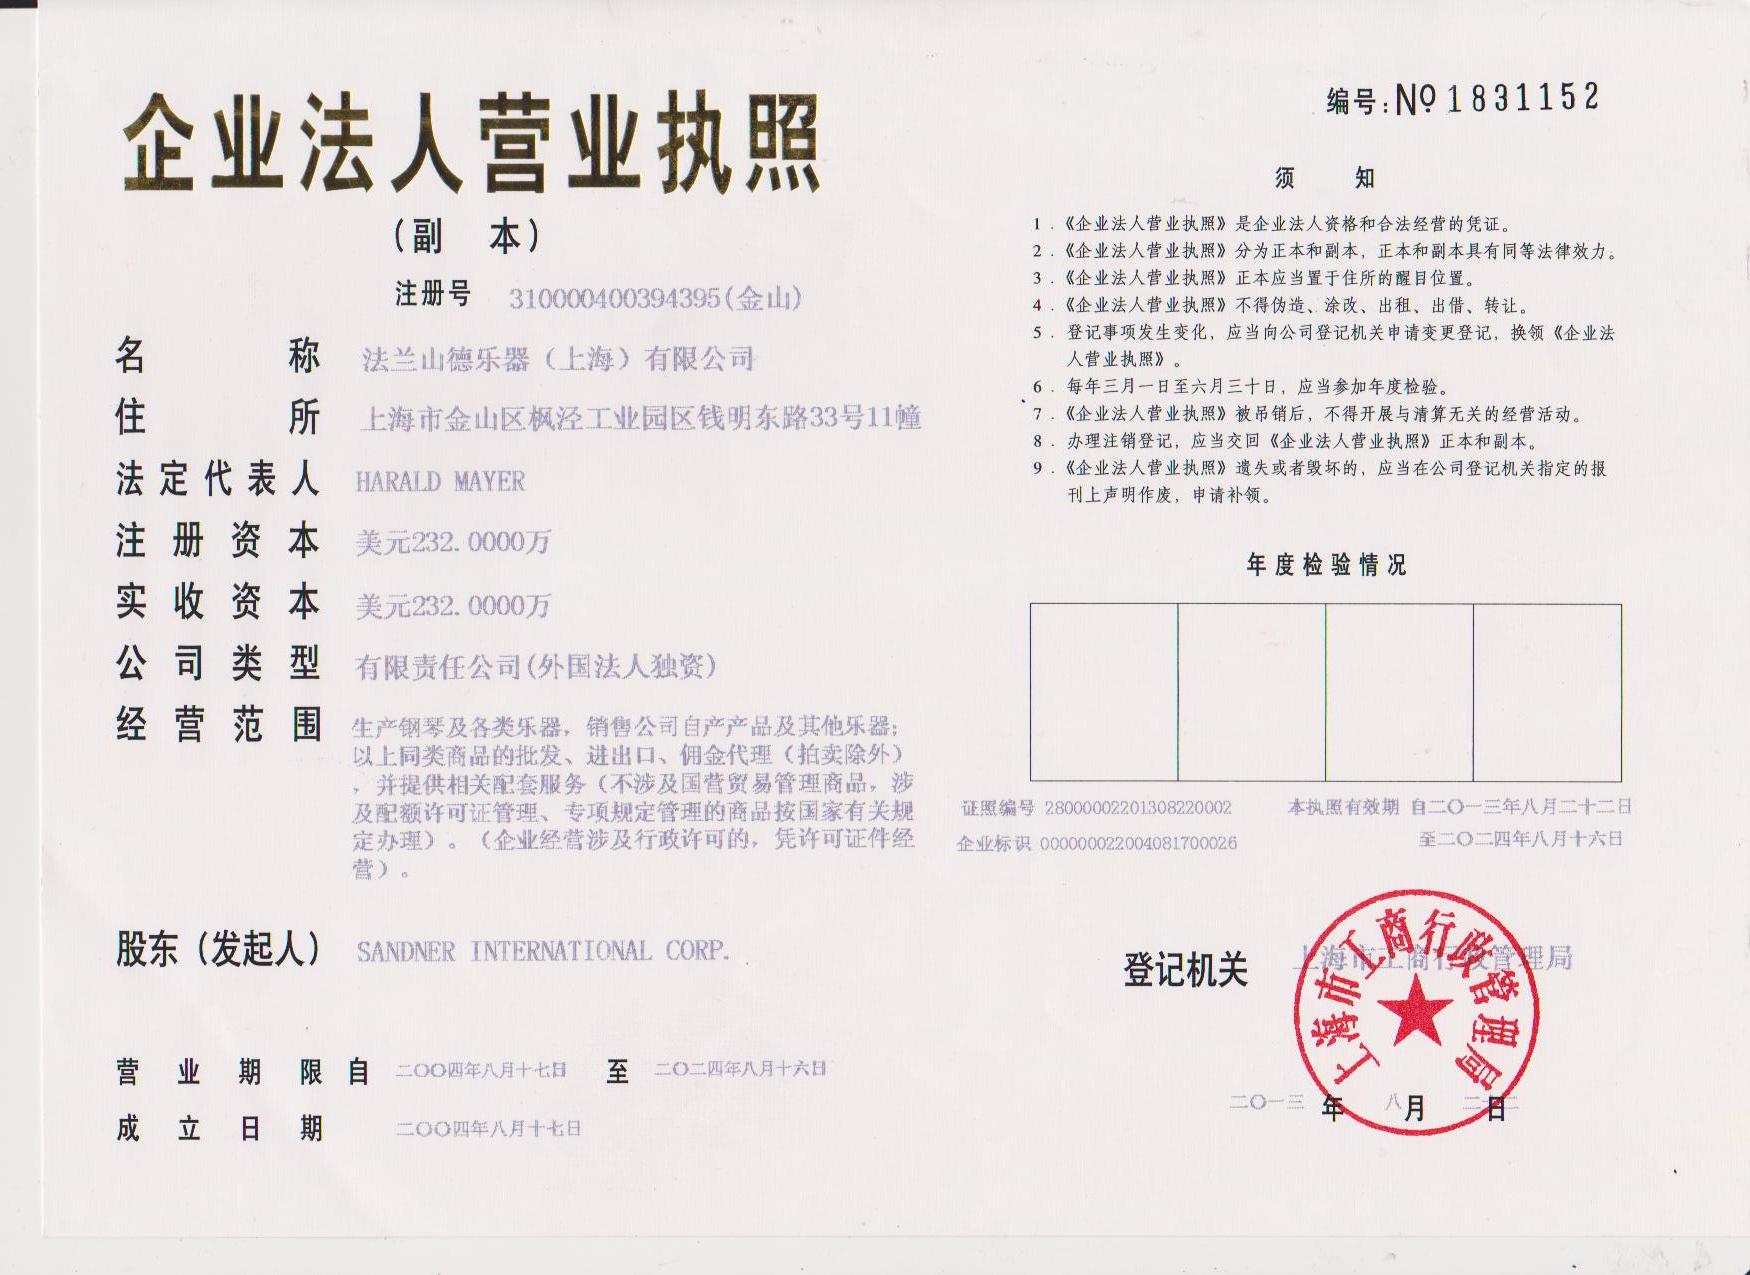 企业法人营业执照
(副 本)
注册号 310000400394395(金山)
名称 法兰山德乐器（上海）有限公司
住所 上海市金山区枫泾工业园区钱明东路33号11幢
法定代表人 HARALD MAYER
注册资本 美元232.0000万
实收资本 美元232.0000万
公司类型 有限责任公司(外国法人独资)
经营范围 生产钢琴及各类乐器，销售公司自产产品及其他乐器；
以上同类商品的批发、进出口、佣金代理（拍卖除外）
，并提供相关配套服务（不涉及国营贸易管理商品，涉
及配额许可证管理、专项规定管理的商品按国家有关规
定办理）。（企业经营涉及行政许可的，凭许可证件经
营）。
股东（发起人） SANDNER INTERNATIONAL CORP.
营业期限自 二〇〇四年八月十七日 至 二〇二四年八月十六日
成立日期 二〇〇四年八月十七日
编号:№1831152
须 知
1．《企业法人营业执照》是企业法人资格和合法经营的凭证。
2．《企业法人营业执照》分为正本和副本，正本和副本具有同等法律效力。
3．《企业法人营业执照》正本应当置于住所的醒目位置。
4．《企业法人营业执照》不得伪造、涂改、出租、出借、转让。
5．登记事项发生变化，应当向公司登记机关申请变更登记，换领《企业法
人营业执照》。
6．每年三月一日至六月三十日，应当参加年度检验。
7．《企业法人营业执照》被吊销后，不得开展与清算无关的经营活动。
8．办理注销登记，应当交回《企业法人营业执照》正本和副本。
9．《企业法人营业执照》遗失或者毁坏的，应当在公司登记机关指定的报
刊上声明作废，申请补领。
年度检验情况
证照编号 28000002201308220002 本执照有效期 自二〇一三年八月二十二日
企业标识 000000022004081700026 至二〇二四年八月十六日
登记机关 上海市工商行政管理局
上海市工商行政管理局
二〇一三年八月二十二日